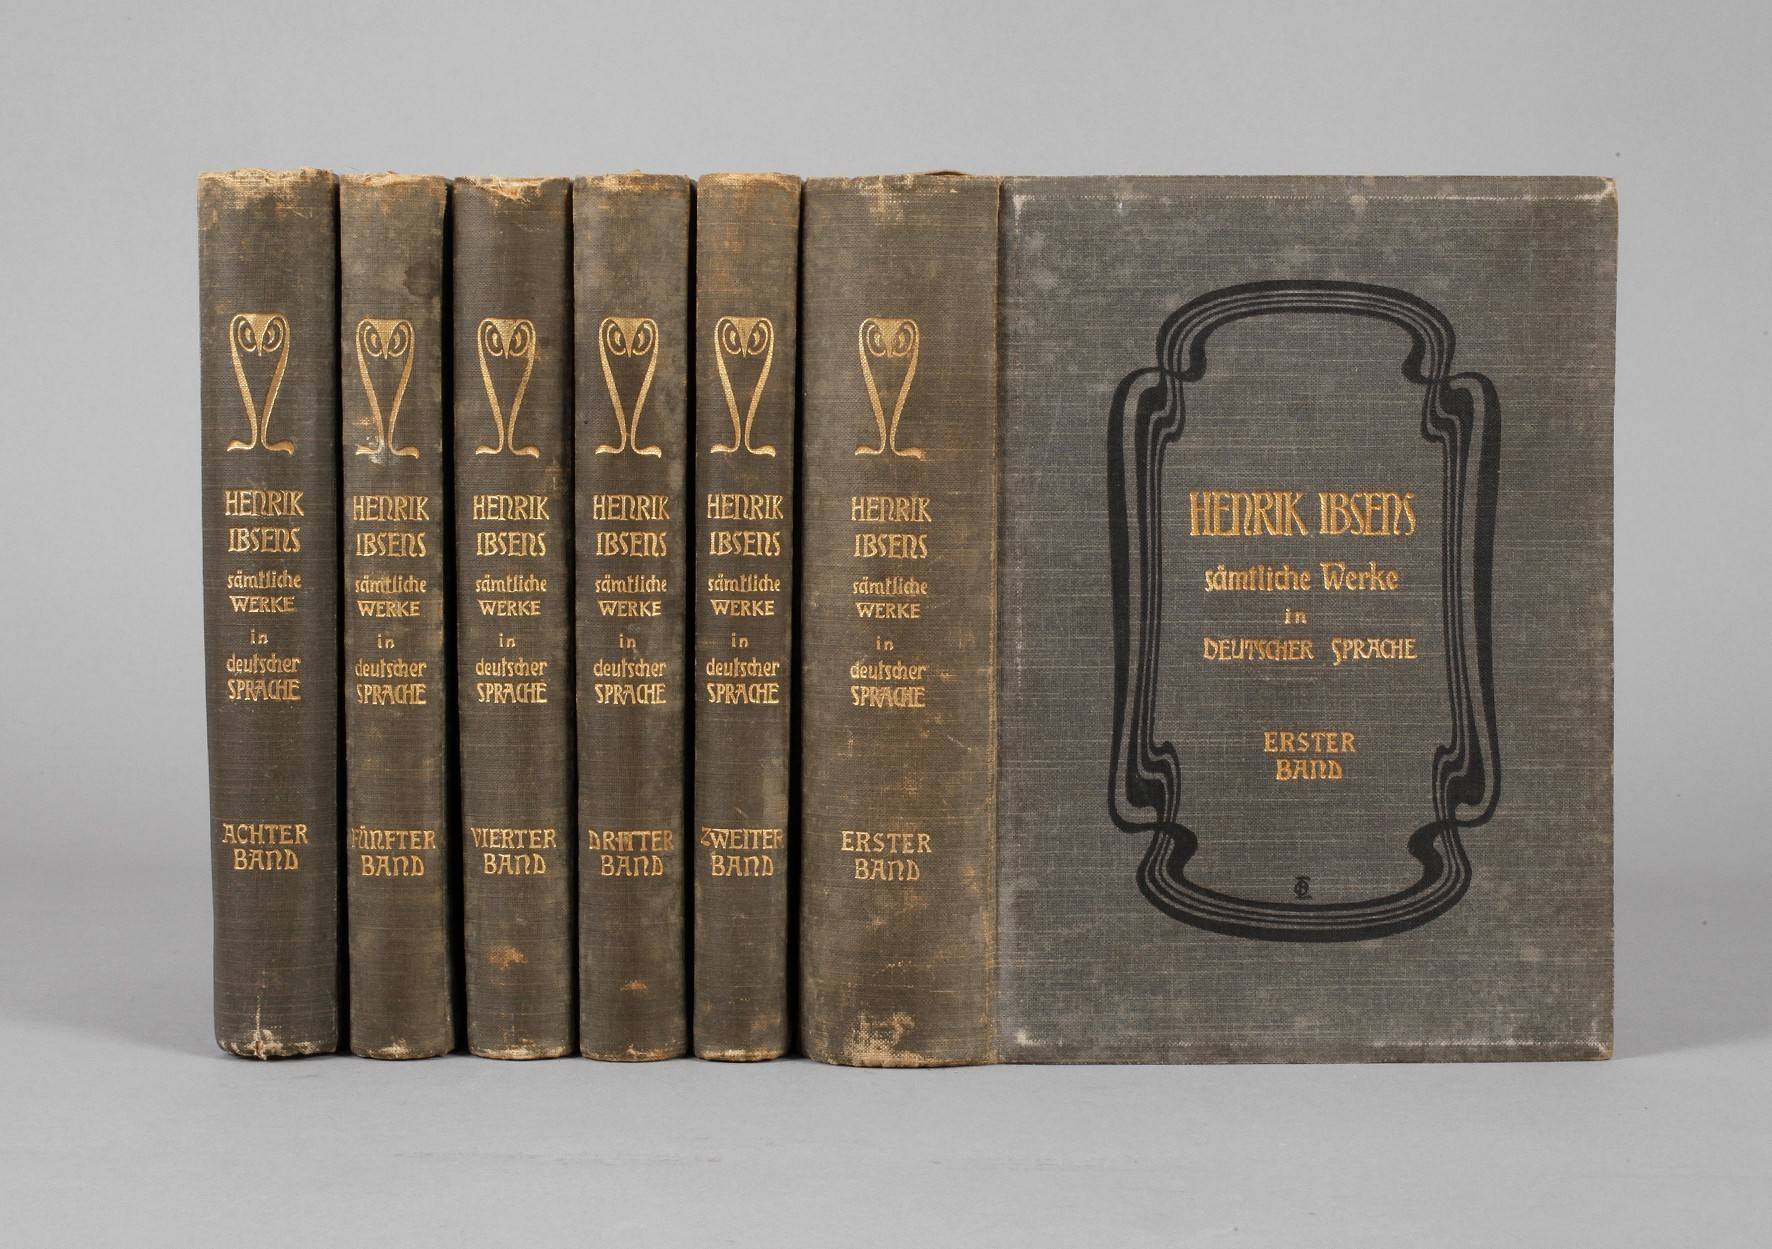 HENRIK
IBSENS
sämtliche
WERKE
in
deutscher
SPRACHE
ACHTER
BAND
HENRIK
IBSENS
sämtliche
WERKE
in
deutscher
SPRACHE
FÜNFTER
BAND
HENRIK
IBSENS
sämtliche
WERKE
in
deutscher
SPRACHE
VIERTER
BAND
HENRIK
IBSENS
sämtliche
WERKE
in
deutscher
SPRACHE
DRITTER
BAND
HENRIK
IBSENS
sämtliche
WERKE
in
deutscher
SPRACHE
ZWEITER
BAND
HENRIK
IBSENS
sämtliche
WERKE
in
deutscher
SPRACHE
ERSTER
BAND
HENRIK IBSENS
sämtliche Werke
in
DEUTSCHER SPRACHE
ERSTER
BAND